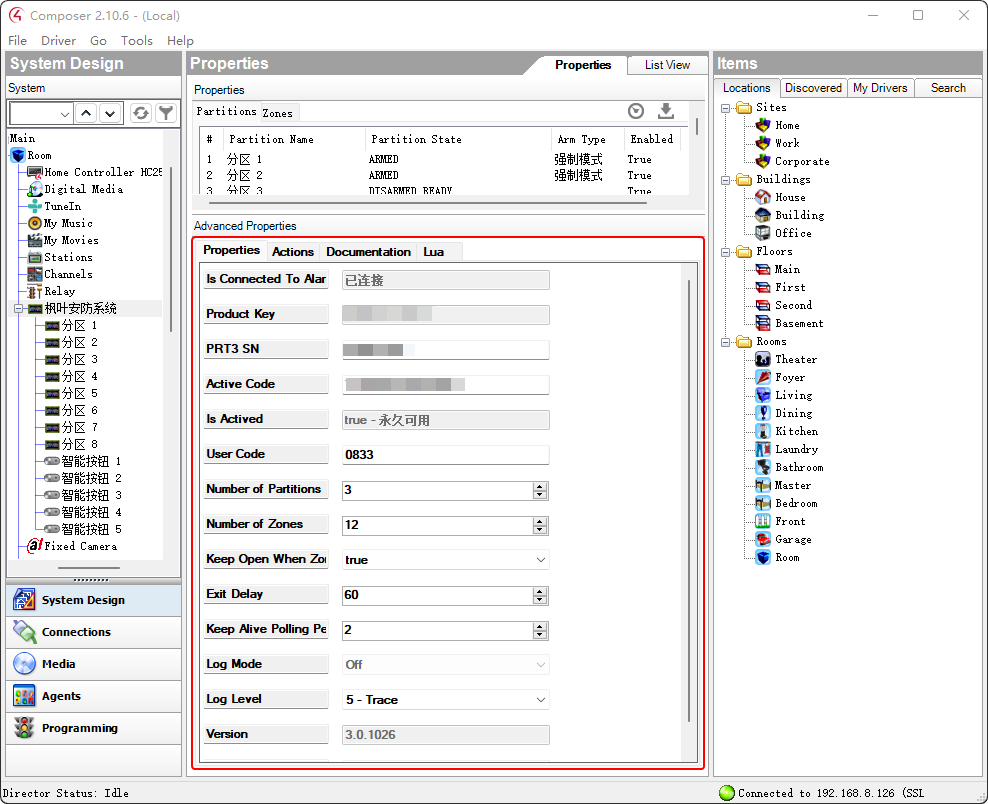 Composer 2.10.6 - (Local)
File Driver Go Tools Help
System Design
System
Main
Room
Home Controller HC25
Digital Media
TuneIn
My Music
My Movies
Stations
Channels
Relay
枫叶安防系统
分区 1
分区 2
分区 3
分区 4
分区 5
分区 6
分区 7
分区 8
智能按钮 1
智能按钮 2
智能按钮 3
智能按钮 4
智能按钮 5
Fixed Camera
System Design
Connections
Media
Agents
Programming
Properties
Properties List View
Properties
Partitions Zones
# Partition Name Partition State Arm Type Enabled
1 分区 1 ARMED 强制模式 True
2 分区 2 ARMED 强制模式 True
3 分区 3 DISARMED READY True
Advanced Properties
Properties Actions Documentation Lua
Is Connected To Alar 已连接
Product Key
PRT3 SN
Active Code
Is Actived true - 永久可用
User Code 0833
Number of Partitions 3
Number of Zones 12
Keep Open When Zo true
Exit Delay 60
Keep Alive Polling Pe 2
Log Mode Off
Log Level 5 - Trace
Version 3.0.1026
Items
Locations Discovered My Drivers Search
Sites
Home
Work
Corporate
Buildings
House
Building
Office
Floors
Main
First
Second
Basement
Rooms
Theater
Foyer
Living
Dining
Kitchen
Laundry
Bathroom
Master
Bedroom
Front
Garage
Room
Director Status: Idle
Connected to 192.168.8.126 (SSL